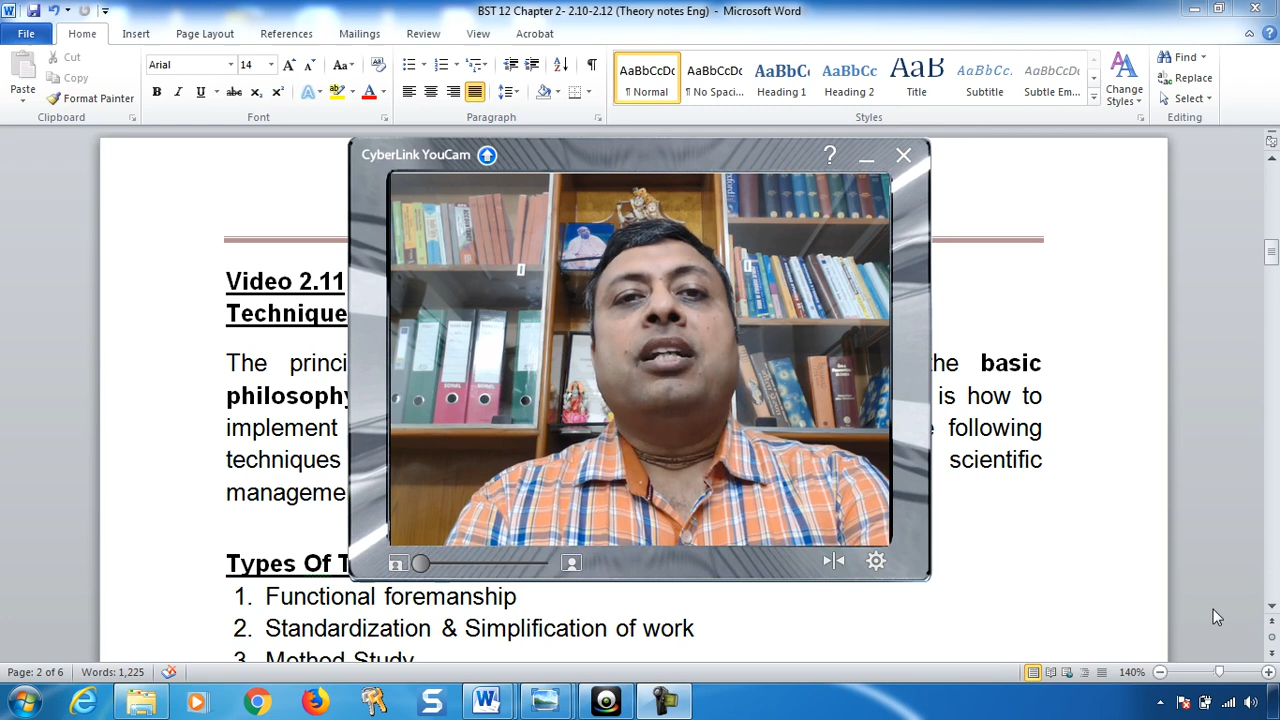 BST 12 Chapter 2- 2.10-2.12 (Theory notes Eng) - Microsoft Word
File Home Insert Page Layout References Mailings Review View Acrobat
Paste
Cut
Copy
Format Painter
Clipboard
Arial 14
Font
Paragraph
AaBbCcDc AaBbCcDc AaBbCc AaBbCc AaB AaBbCcDc AaBbCcDc
¶ Normal ¶ No Spaci... Heading 1 Heading 2 Title Subtitle Subtle Em...
Change Styles
Styles
Find
Replace
Select
Editing
CyberLink YouCam
Video 2.11
Technique
The princi the basic
philosophy is how to
implement following
techniques scientific
manageme
Types Of T
1. Functional foremanship
2. Standardization & Simplification of work
3. Method Study
Page: 2 of 6 Words: 1,225 140%